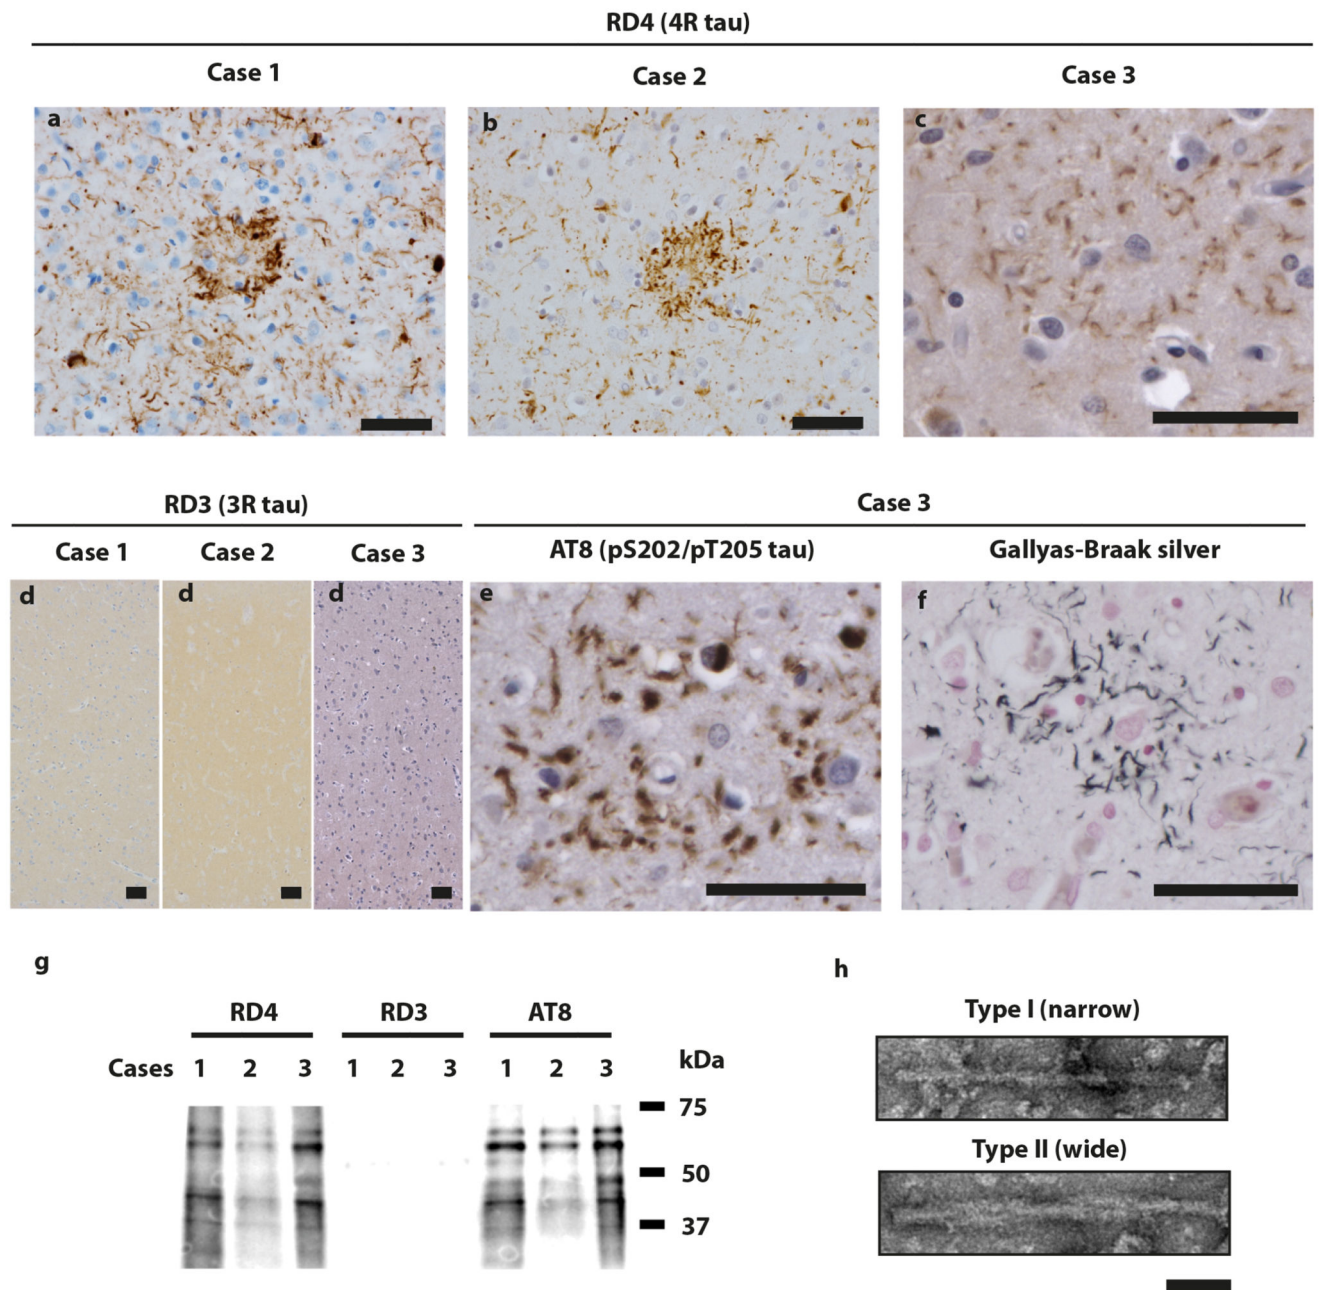 RD4 (4R tau)
Case 1 Case 2 Case 3
a b c
RD3 (3R tau) Case 3
Case 1 Case 2 Case 3 AT8 (pS202/pT205 tau) Gallyas-Braak silver
d d d e f
g h
RD4 RD3 AT8 Type I (narrow)
Cases 1 2 3 1 2 3 1 2 3 kDa
75
Type II (wide)
50
37